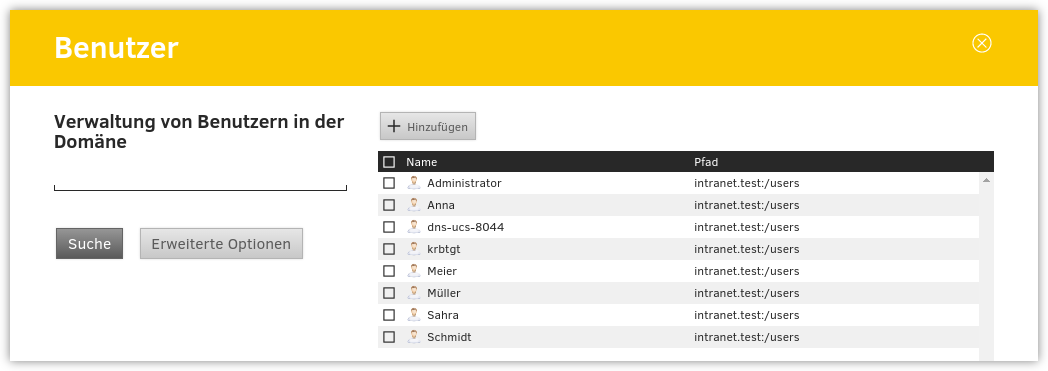 Benutzer
Verwaltung von Benutzern in der
Domäne
Suche
Erweiterte Optionen
Hinzufügen
Name Pfad
Administrator intranet.test:/users
Anna intranet.test:/users
dns-ucs-8044 intranet.test:/users
krbtgt intranet.test:/users
Meier intranet.test:/users
Müller intranet.test:/users
Sahra intranet.test:/users
Schmidt intranet.test:/users